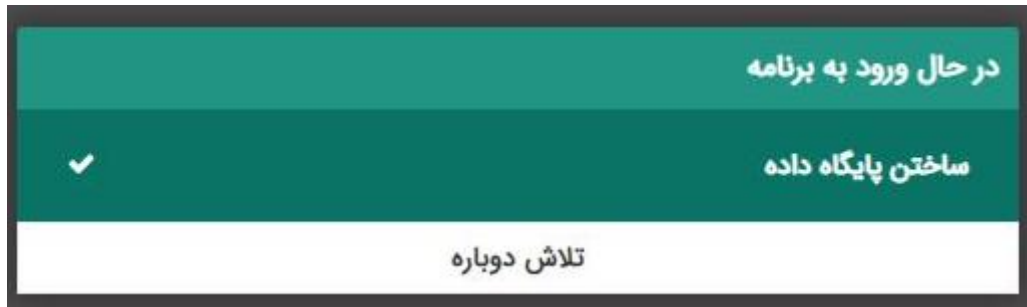 در حال ورود به برنامه
ساختن پایگاه داده
تلاش دوباره